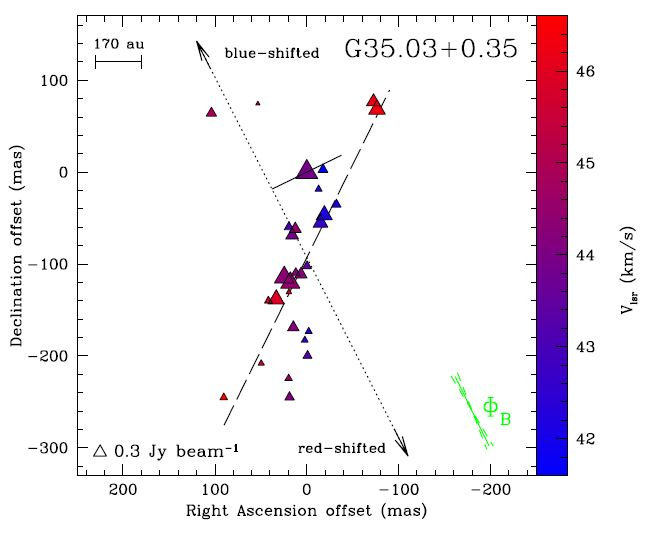 170 au
blue-shifted
G35.03+0.35
100
0
-100
-200
-300
Declination offset (mas)
Φ_B
△ 0.3 Jy beam⁻¹
red-shifted
200
100
0
-100
-200
Right Ascension offset (mas)
46
45
44
43
42
V_lsr (km/s)